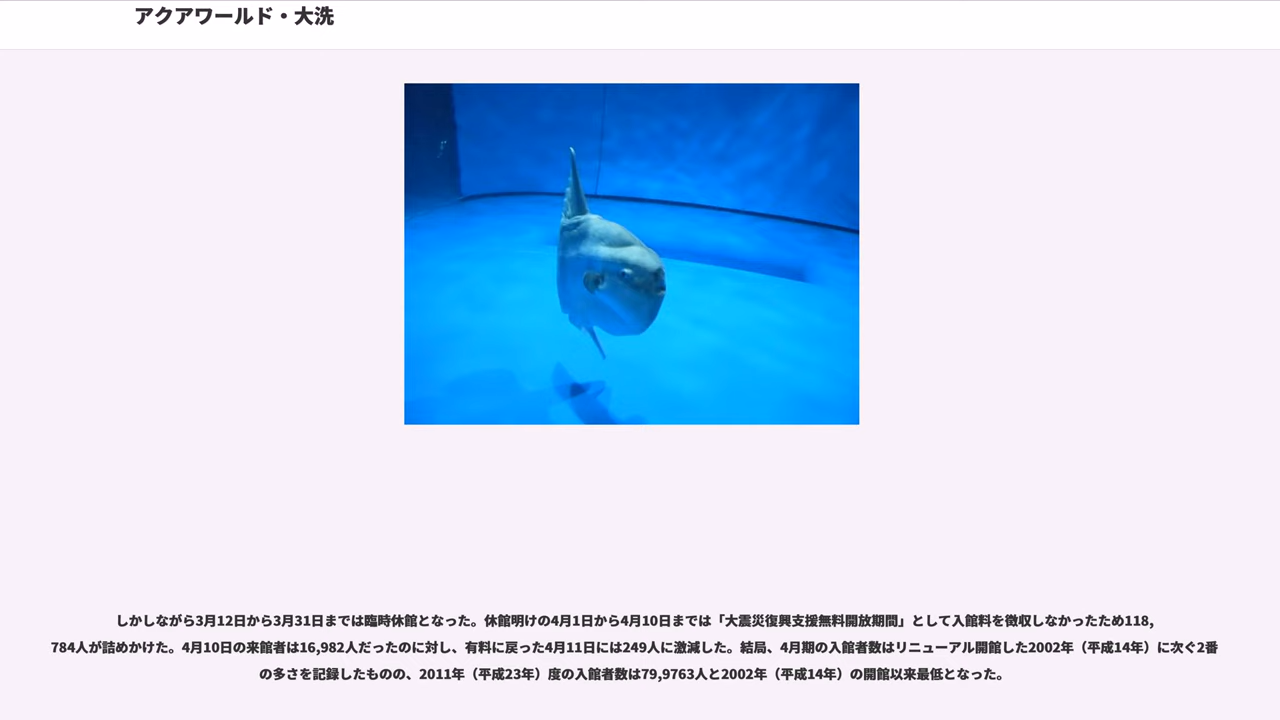 アクアワールド・大洗
しかしながら3月12日から3月31日までは臨時休館となった。休館明けの4月1日から4月10日までは「大震災復興支援無料開放期間」として入館料を徴収しなかったため118,
784人が詰めかけた。4月10日の来館者は16,982人だったのに対し、有料に戻った4月11日には249人に激減した。結局、4月期の入館者数はリニューアル開館した2002年（平成14年）に次ぐ2番
の多さを記録したものの、2011年（平成23年）度の入館者数は79,9763人と2002年（平成14年）の開館以来最低となった。